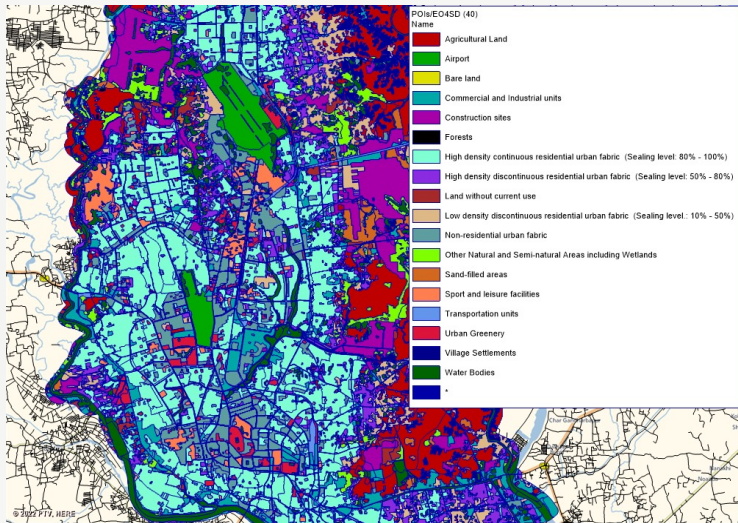 POIs/EO4SD (40)
Name
Agricultural Land
Airport
Bare land
Commercial and Industrial units
Construction sites
Forests
High density continuous residential urban fabric (Sealing level: 80% - 100%)
High density discontinuous residential urban fabric (Sealing level: 50% - 80%)
Land without current use
Low density discontinuous residential urban fabric (Sealing level.: 10% - 50%)
Non-residential urban fabric
Other Natural and Semi-natural Areas including Wetlands
Sand-filled areas
Sport and leisure facilities
Transportation units
Urban Greenery
Village Settlements
Water Bodies
*
© 2022 PTV, HERE